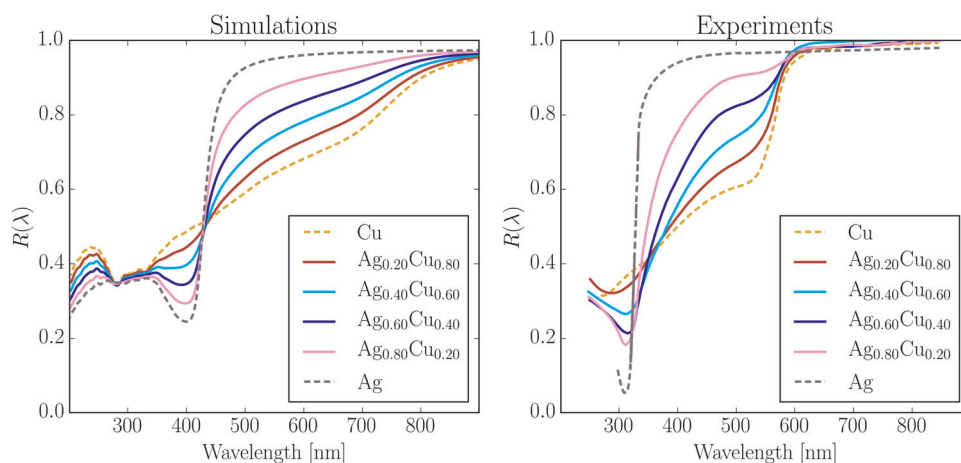 Simulations
1.0
0.8
0.6
0.4
0.2
0.0
R(λ)
300 400 500 600 700 800
Wavelength [nm]
Cu
Ag0.20Cu0.80
Ag0.40Cu0.60
Ag0.60Cu0.40
Ag0.80Cu0.20
Ag
Experiments
1.0
0.8
0.6
0.4
0.2
0.0
R(λ)
300 400 500 600 700 800
Wavelength [nm]
Cu
Ag0.20Cu0.80
Ag0.40Cu0.60
Ag0.60Cu0.40
Ag0.80Cu0.20
Ag